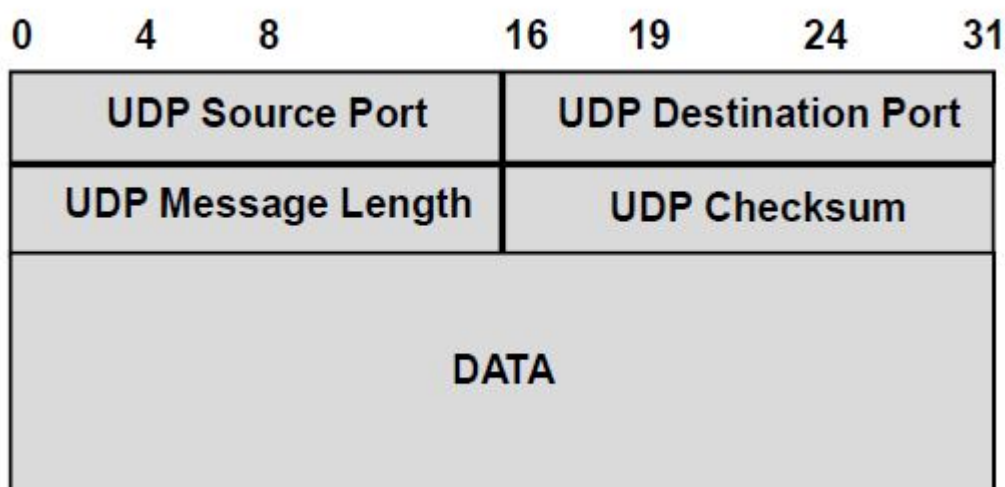 0 4 8 16 19 24 31
UDP Source Port UDP Destination Port
UDP Message Length UDP Checksum
DATA